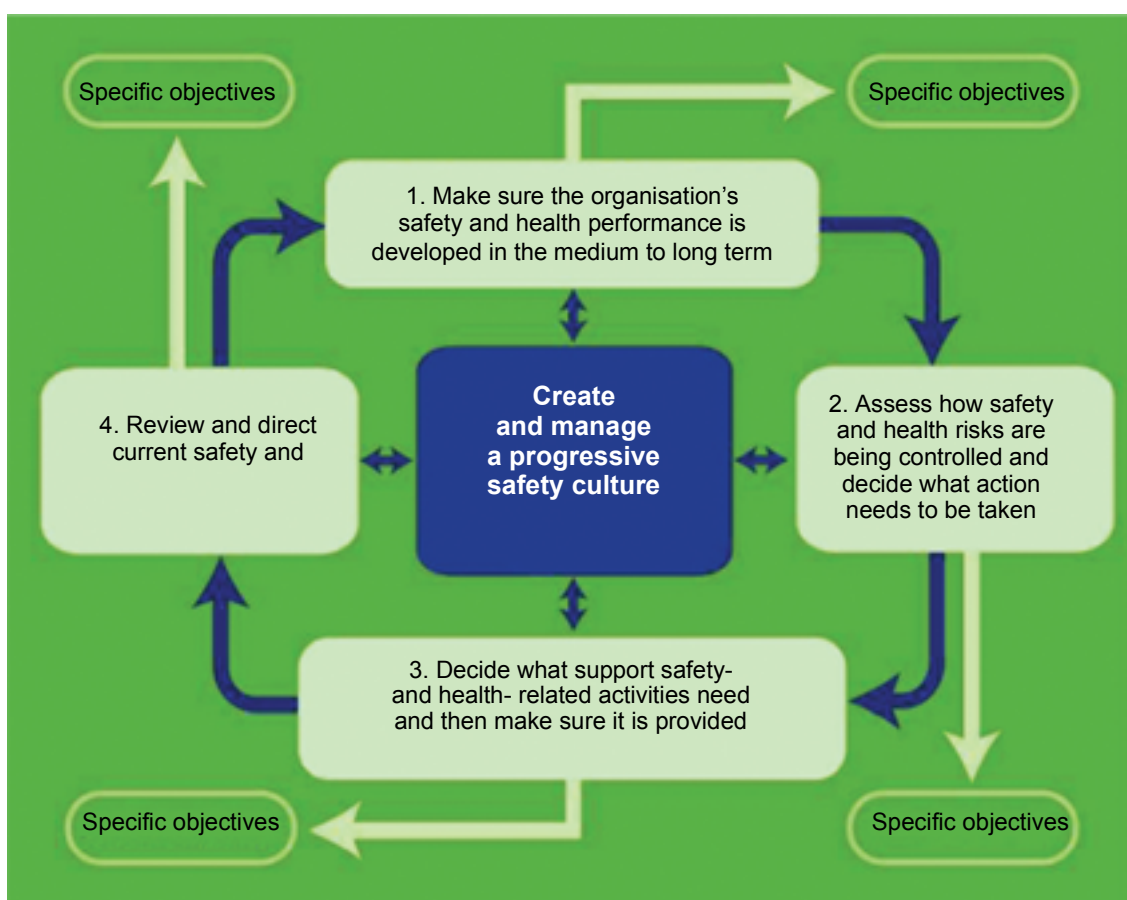 Specific objectives
Specific objectives
1. Make sure the organisation’s
safety and health performance is
developed in the medium to long term
Create
and manage
a progressive
safety culture
2. Assess how safety
and health risks are
being controlled and
decide what action
needs to be taken
4. Review and direct
current safety and
3. Decide what support safety-
and health- related activities need
and then make sure it is provided
Specific objectives
Specific objectives